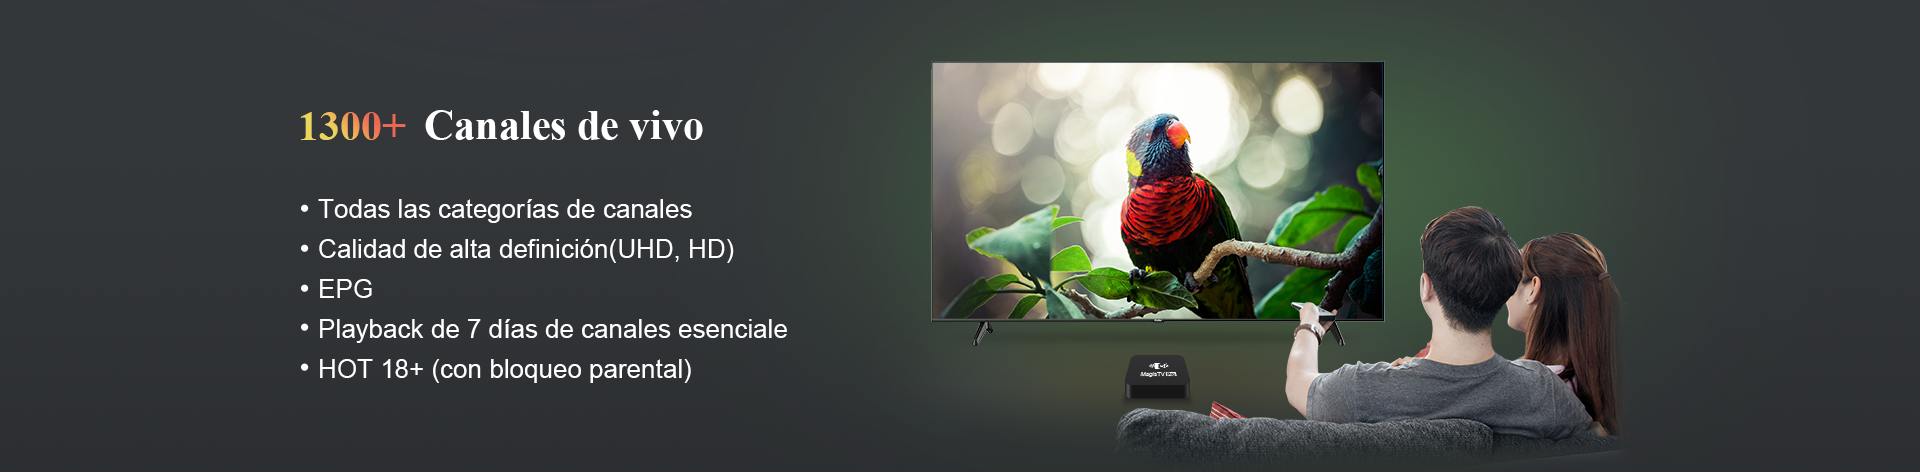 1300+ Canales de vivo
• Todas las categorías de canales
• Calidad de alta definición(UHD, HD)
• EPG
• Playback de 7 días de canales esenciale
• HOT 18+ (con bloqueo parental)
MagisTV